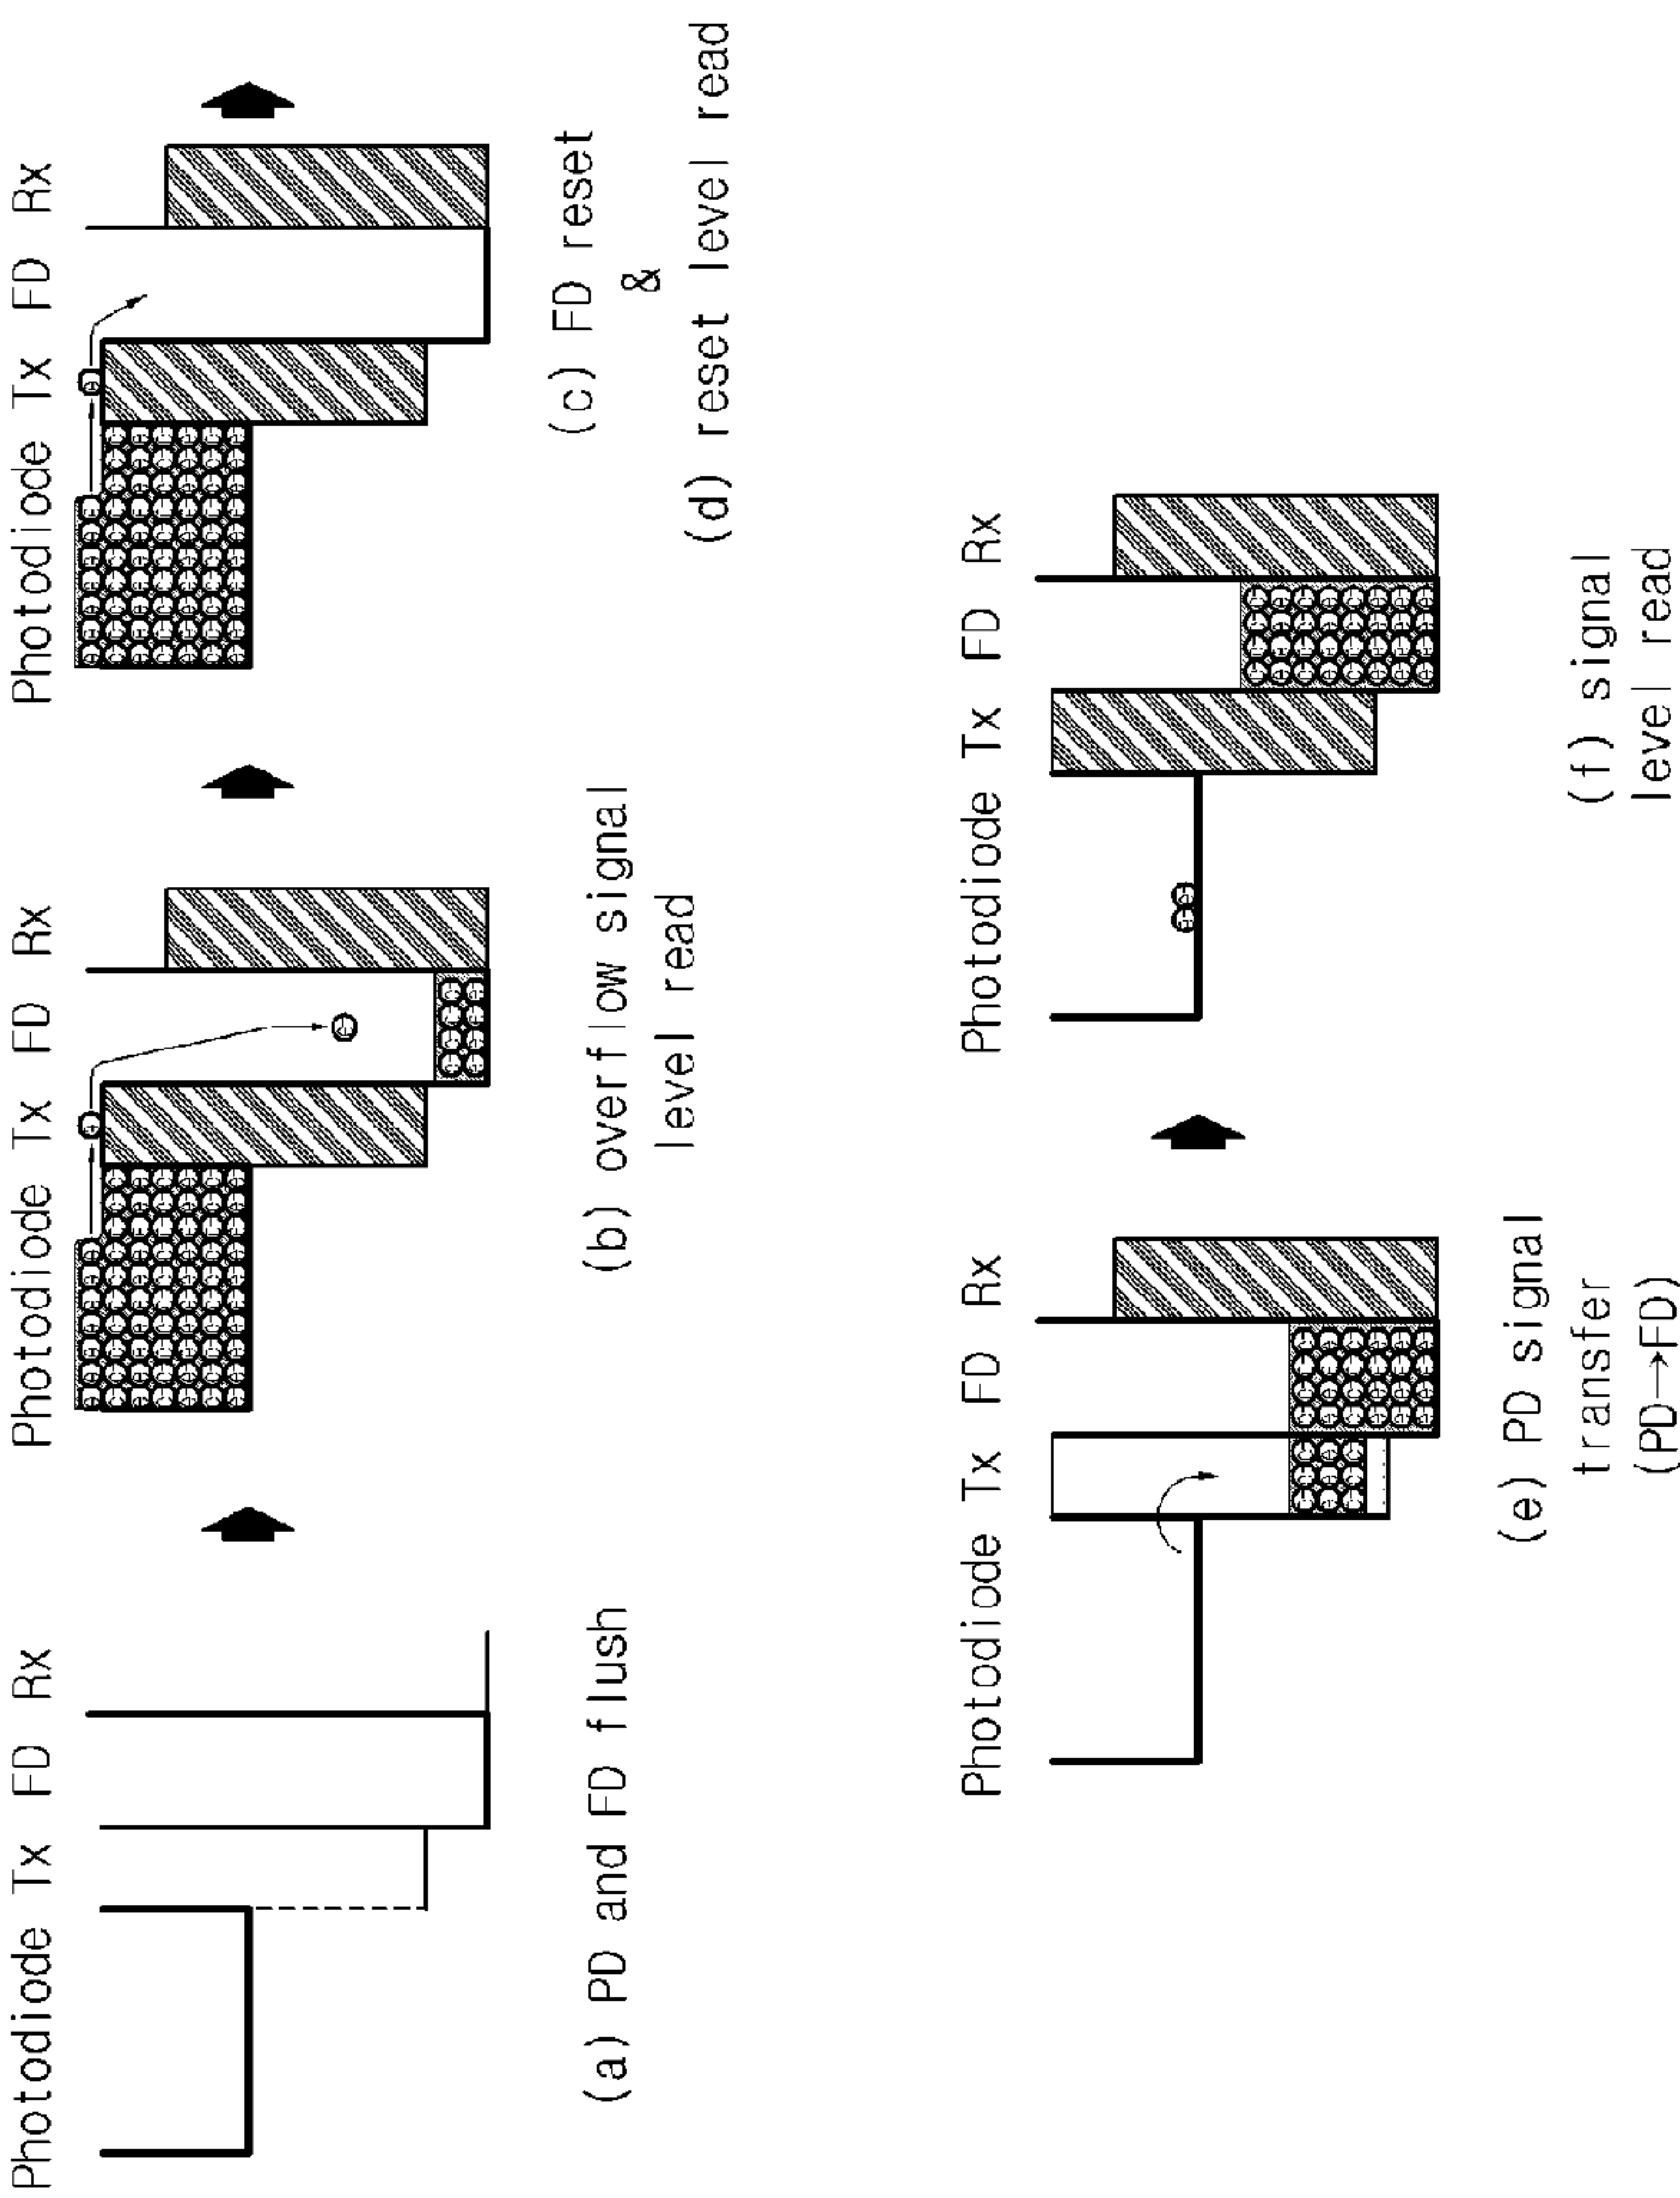 Photodiode Tx FD Rx
(a) PD and FD flush
Photodiode Tx FD Rx
(b) overflow signal
level read
Photodiode Tx FD Rx
(c) FD reset
&
(d) reset level read
Photodiode Tx FD Rx
(e) PD signal
transfer
(PD→FD)
Photodiode Tx FD Rx
(f) signal
level read